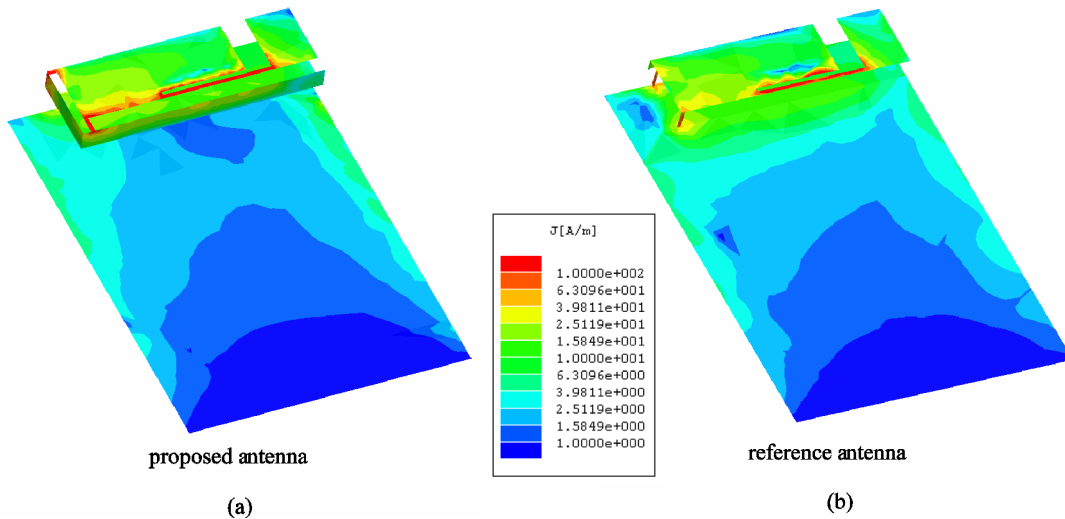 J[A/m]
1.0000e+002
6.3096e+001
3.9811e+001
2.5119e+001
1.5849e+001
1.0000e+001
6.3096e+000
3.9811e+000
2.5119e+000
1.5849e+000
1.0000e+000
proposed antenna
reference antenna
(a)
(b)